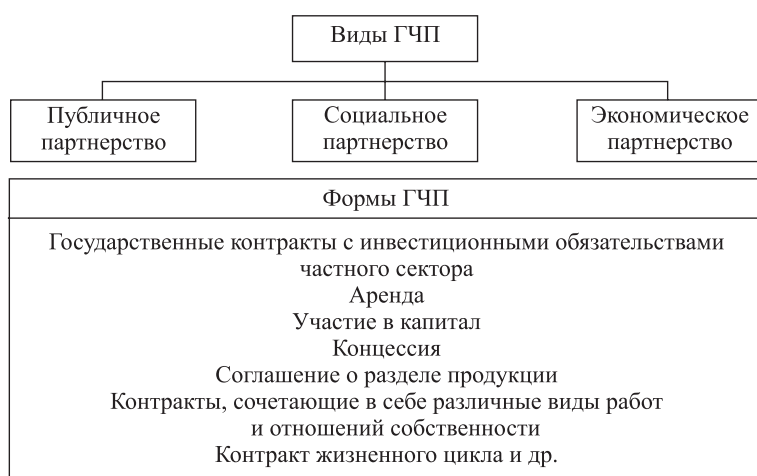 Виды ГЧП
Публичное
партнерство
Социальное
партнерство
Экономическое
партнерство
Формы ГЧП
Государственные контракты с инвестиционными обязательствами
частного сектора
Аренда
Участие в капитал
Концессия
Соглашение о разделе продукции
Контракты, сочетающие в себе различные виды работ
и отношений собственности
Контракт жизненного цикла и др.